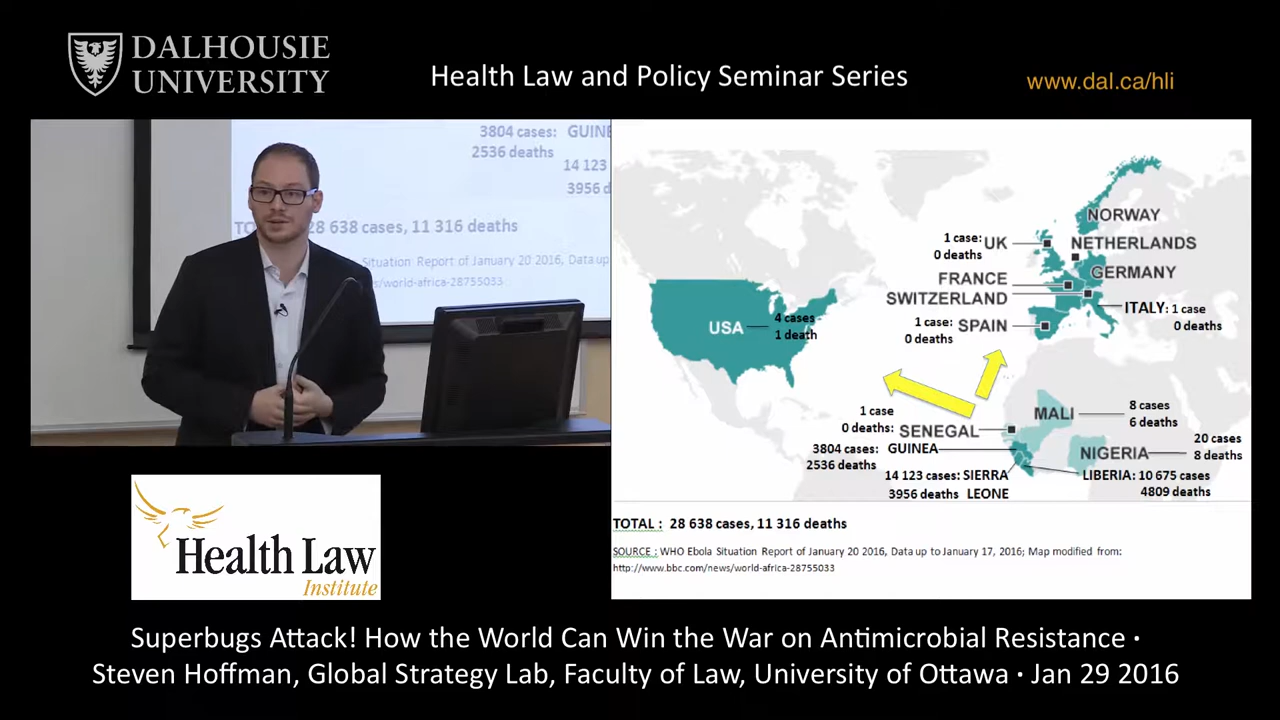 DALHOUSIE
UNIVERSITY
Health Law and Policy Seminar Series
www.dal.ca/hli
3804 cases:
2536 deaths
14 123
3956
28 638 cases, 11 316 deaths
Situation Report of January 20 2016, Data up
/world-africa-28755033
NORWAY
1 case:
0 deaths
UK
NETHERLANDS
FRANCE
GERMANY
SWITZERLAND
ITALY: 1 case
0 deaths
USA
4 cases
1 death
1 case:
0 deaths
SPAIN
1 case
0 deaths:
SENEGAL
MALI
8 cases
6 deaths
3804 cases:
2536 deaths
GUINEA
NIGERIA
20 cases
8 deaths
14 123 cases:
3956 deaths
SIERRA
LEONE
LIBERIA: 10 675 cases
4809 deaths
TOTAL : 28 638 cases, 11 316 deaths
SOURCE : WHO Ebola Situation Report of January 20 2016, Data up to January 17, 2016; Map modified from:
http://www.bbc.com/news/world-africa-28755033
Health Law
Institute
Superbugs Attack! How the World Can Win the War on Antimicrobial Resistance ·
Steven Hoffman, Global Strategy Lab, Faculty of Law, University of Ottawa · Jan 29 2016